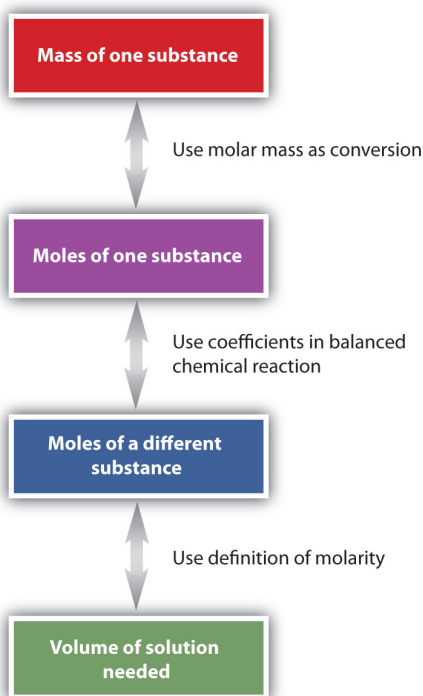 Mass of one substance
Use molar mass as conversion
Moles of one substance
Use coefficients in balanced
chemical reaction
Moles of a different
substance
Use definition of molarity
Volume of solution
needed